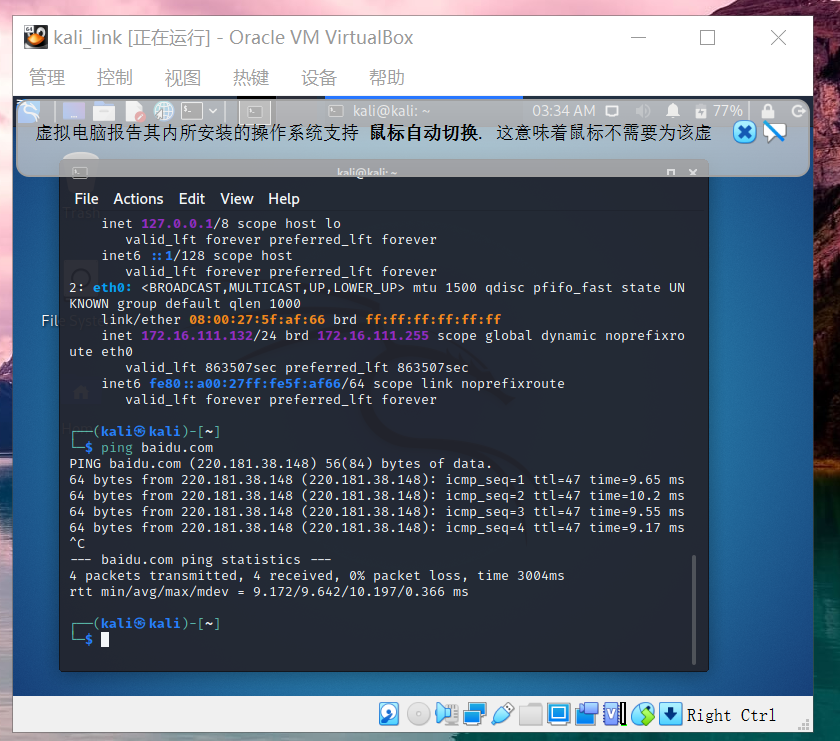 kali_link [正在运行] - Oracle VM VirtualBox
管理 控制 视图 热键 设备 帮助
kali@kali: ~ 03:34 AM 77%
虚拟电脑报告其内所安装的操作系统支持 鼠标自动切换. 这意味着鼠标不需要为该虚
kali@kali: ~
File Actions Edit View Help
inet 127.0.0.1/8 scope host lo
valid_lft forever preferred_lft forever
inet6 ::1/128 scope host
valid_lft forever preferred_lft forever
2: eth0: <BROADCAST,MULTICAST,UP,LOWER_UP> mtu 1500 qdisc pfifo_fast state UN
KNOWN group default qlen 1000
link/ether 08:00:27:5f:af:66 brd ff:ff:ff:ff:ff:ff
inet 172.16.111.132/24 brd 172.16.111.255 scope global dynamic noprefixro
ute eth0
valid_lft 863507sec preferred_lft 863507sec
inet6 fe80::a00:27ff:fe5f:af66/64 scope link noprefixroute
valid_lft forever preferred_lft forever
┌──(kali㉿kali)-[~]
└─$ ping baidu.com
PING baidu.com (220.181.38.148) 56(84) bytes of data.
64 bytes from 220.181.38.148 (220.181.38.148): icmp_seq=1 ttl=47 time=9.65 ms
64 bytes from 220.181.38.148 (220.181.38.148): icmp_seq=2 ttl=47 time=10.2 ms
64 bytes from 220.181.38.148 (220.181.38.148): icmp_seq=3 ttl=47 time=9.55 ms
64 bytes from 220.181.38.148 (220.181.38.148): icmp_seq=4 ttl=47 time=9.17 ms
^C
--- baidu.com ping statistics ---
4 packets transmitted, 4 received, 0% packet loss, time 3004ms
rtt min/avg/max/mdev = 9.172/9.642/10.197/0.366 ms
┌──(kali㉿kali)-[~]
└─$
Right Ctrl